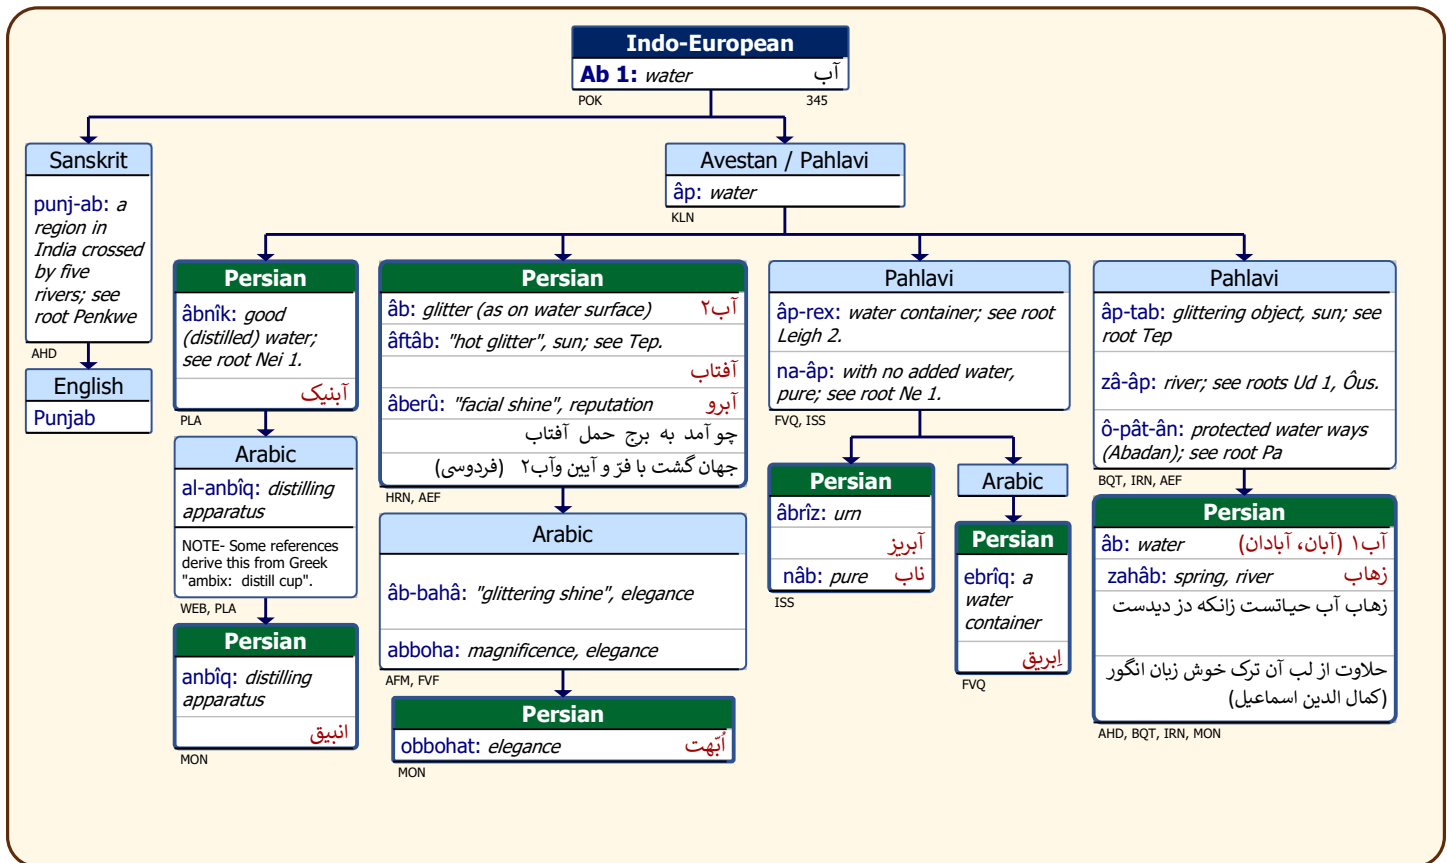 Indo-European
Ab 1: water آب
POK 345
Sanskrit
punj-ab: a
region in
India crossed
by five
rivers; see
root Penkwe
AHD
English
Punjab
Avestan / Pahlavi
âp: water
KLN
Persian
âbnîk: good
(distilled) water;
see root Nei 1.
آبنیک
PLA
Arabic
al-anbîq: distilling
apparatus
NOTE- Some references
derive this from Greek
"ambix: distill cup".
WEB, PLA
Persian
anbîq: distilling
apparatus
انبیق
MON
Persian
âb: glitter (as on water surface) آب۲
âftâb: "hot glitter", sun; see Tep.
آفتاب
âberû: "facial shine", reputation آبرو
چو آمد به برج حمل آفتاب
جهان گشت با فرّ و آیین وآب۲ (فردوسی)
HRN, AEF
Arabic
âb-bahâ: "glittering shine", elegance
abboha: magnificence, elegance
AFM, FVF
Persian
obbohat: elegance اُبّهت
MON
Pahlavi
âp-rex: water container; see root
Leigh 2.
na-âp: with no added water,
pure; see root Ne 1.
FVQ, ISS
Persian
âbrîz: urn
آبریز
nâb: pure ناب
ISS
Arabic
Persian
ebrîq: a
water
container
اِبریق
FVQ
Pahlavi
âp-tab: glittering object, sun; see
root Tep
zâ-âp: river; see roots Ud 1, Ôus.
ô-pât-ân: protected water ways
(Abadan); see root Pa
BQT, IRN, AEF
Persian
âb: water آب۱ (آبان، آبادان)
zahâb: spring, river زهاب
زهاب آب حیاتست زانکه دز دیدست
حلاوت از لب آن ترک خوش زبان انگور
(کمال الدین اسماعیل)
AHD, BQT, IRN, MON